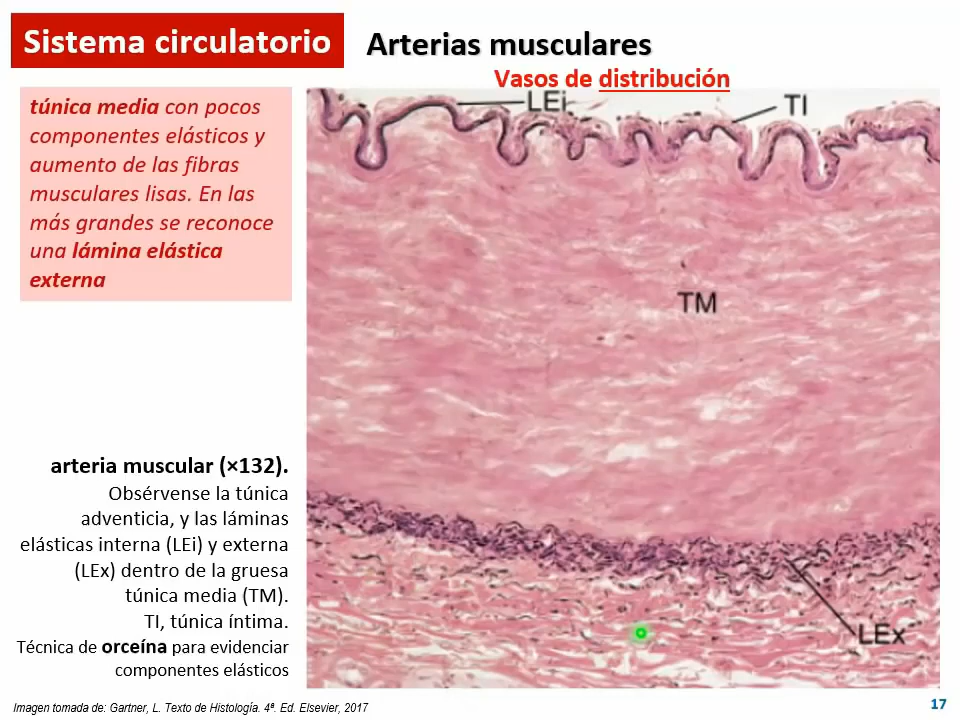 Sistema circulatorio
Arterias musculares
Vasos de distribución
túnica media con pocos
componentes elásticos y
aumento de las fibras
musculares lisas. En las
más grandes se reconoce
una lámina elástica
externa
LEi
TI
TM
LEx
arteria muscular (×132).
Obsérvense la túnica
adventicia, y las láminas
elásticas interna (LEi) y externa
(LEx) dentro de la gruesa
túnica media (TM).
TI, túnica íntima.
Técnica de orceína para evidenciar
componentes elásticos
Imagen tomada de: Gartner, L. Texto de Histología. 4ª. Ed. Elsevier, 2017
17